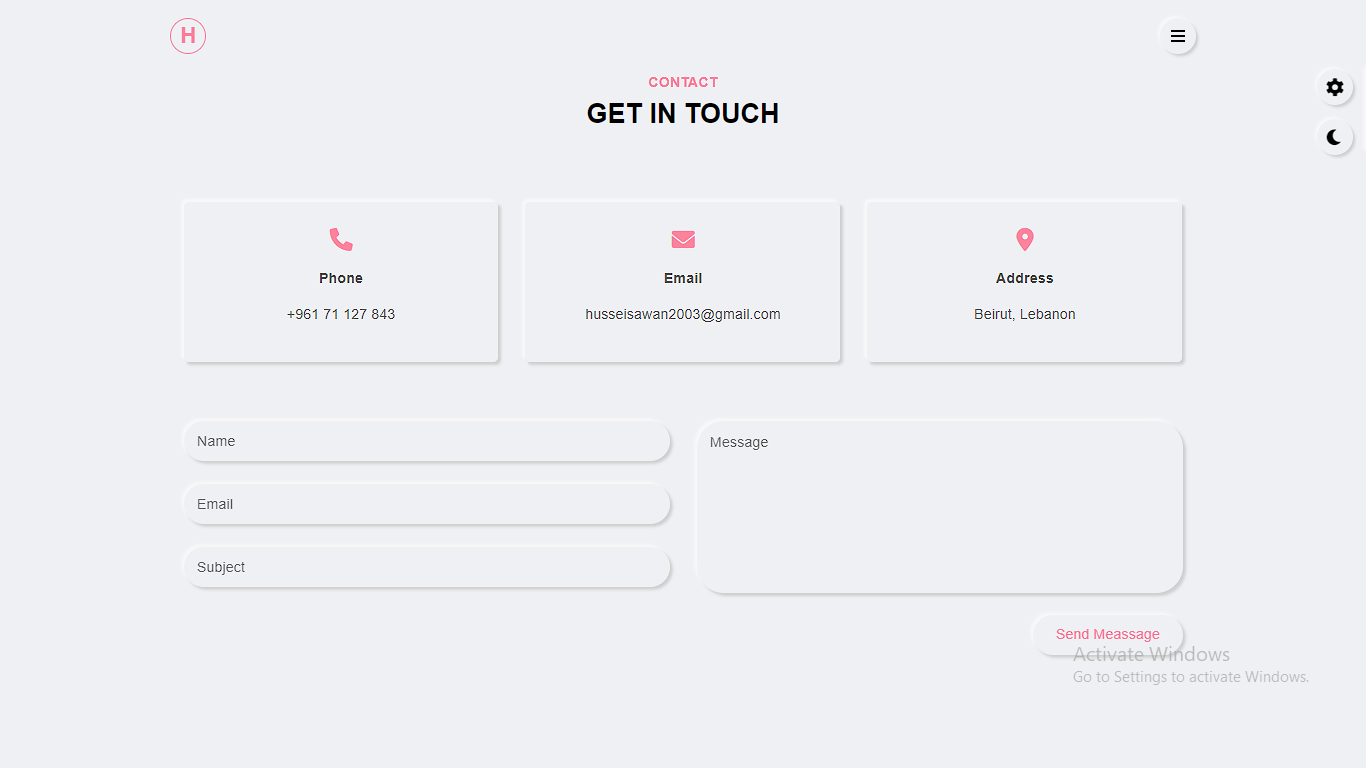 H
CONTACT
GET IN TOUCH
Phone
+961 71 127 843
Email
husseisawan2003@gmail.com
Address
Beirut, Lebanon
Name
Email
Subject
Message
Send Meassage
Activate Windows
Go to Settings to activate Windows.